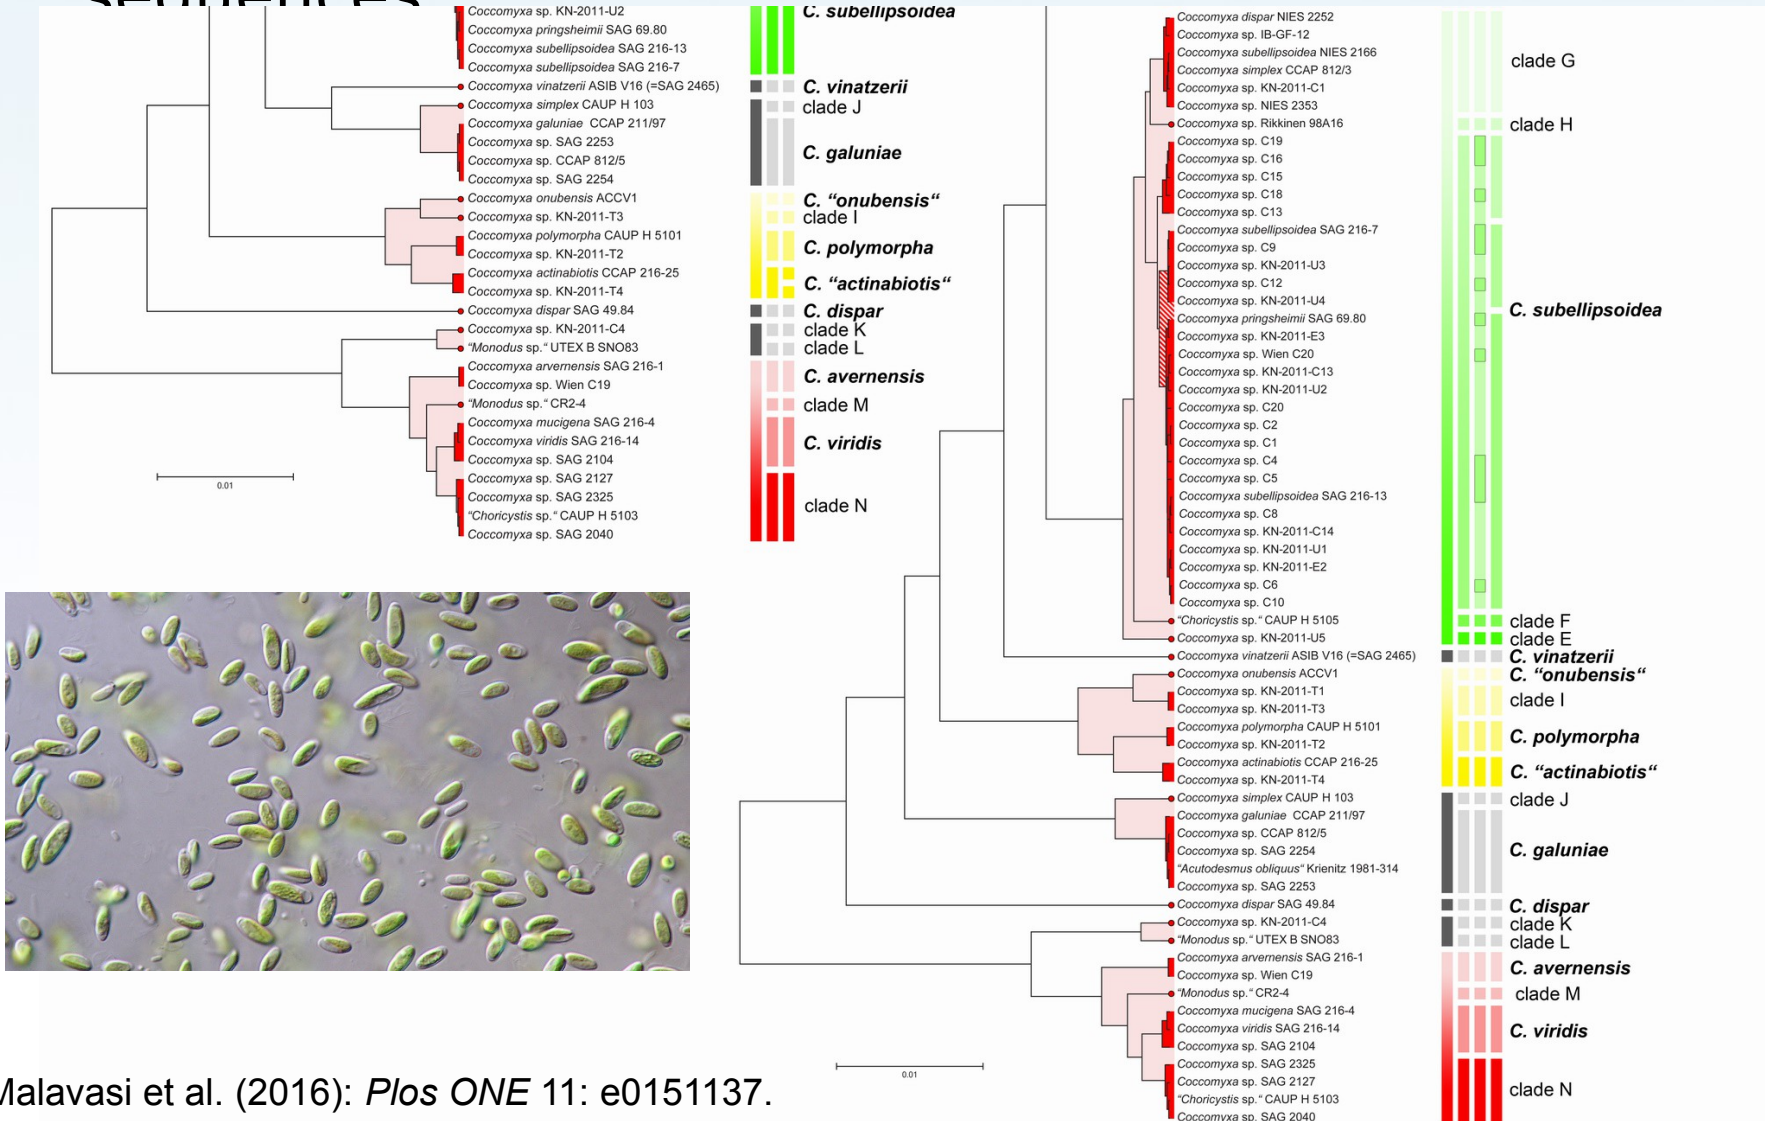 sequences
Coccomyxa sp. KN-2011-U2
Coccomyxa pringsheimii SAG 69.80
Coccomyxa subellipsoidea SAG 216-13
Coccomyxa subellipsoidea SAG 216-7
Coccomyxa vinatzerii ASIB V16 (=SAG 2465)
Coccomyxa simplex CAUP H 103
Coccomyxa galuniae CCAP 211/97
Coccomyxa sp. SAG 2253
Coccomyxa sp. CCAP 812/5
Coccomyxa sp. SAG 2254
Coccomyxa onubensis ACCV1
Coccomyxa sp. KN-2011-T3
Coccomyxa polymorpha CAUP H 5101
Coccomyxa sp. KN-2011-T2
Coccomyxa actinabiotis CCAP 216-25
Coccomyxa sp. KN-2011-T4
Coccomyxa dispar SAG 49.84
Coccomyxa sp. KN-2011-C4
"Monodus sp.“ UTEX B SNO83
Coccomyxa arvernensis SAG 216-1
Coccomyxa sp. Wien C19
"Monodus sp.“ CR2-4
Coccomyxa mucigena SAG 216-4
Coccomyxa viridis SAG 216-14
Coccomyxa sp. SAG 2104
Coccomyxa sp. SAG 2127
Coccomyxa sp. SAG 2325
"Choricystis sp.“ CAUP H 5103
Coccomyxa sp. SAG 2040
0.01
C. subellipsoidea
C. vinatzerii
clade J
C. galuniae
C. “onubensis“
clade I
C. polymorpha
C. “actinabiotis“
C. dispar
clade K
clade L
C. avernensis
clade M
C. viridis
clade N
Coccomyxa dispar NIES 2252
Coccomyxa sp. IB-GF-12
Coccomyxa subellipsoidea NIES 2166
Coccomyxa simplex CCAP 812/3
Coccomyxa sp. KN-2011-C1
Coccomyxa sp. NIES 2353
Coccomyxa sp. Rikkinen 98A16
Coccomyxa sp. C19
Coccomyxa sp. C16
Coccomyxa sp. C15
Coccomyxa sp. C18
Coccomyxa sp. C13
Coccomyxa subellipsoidea SAG 216-7
Coccomyxa sp. C9
Coccomyxa sp. KN-2011-U3
Coccomyxa sp. C12
Coccomyxa sp. KN-2011-U4
Coccomyxa pringsheimii SAG 69.80
Coccomyxa sp. KN-2011-E3
Coccomyxa sp. Wien C20
Coccomyxa sp. KN-2011-C13
Coccomyxa sp. KN-2011-U2
Coccomyxa sp. C20
Coccomyxa sp. C2
Coccomyxa sp. C1
Coccomyxa sp. C4
Coccomyxa sp. C5
Coccomyxa subellipsoidea SAG 216-13
Coccomyxa sp. C8
Coccomyxa sp. KN-2011-C14
Coccomyxa sp. KN-2011-U1
Coccomyxa sp. KN-2011-E2
Coccomyxa sp. C6
Coccomyxa sp. C10
"Choricystis sp.“ CAUP H 5105
Coccomyxa sp. KN-2011-U5
Coccomyxa vinatzerii ASIB V16 (=SAG 2465)
Coccomyxa onubensis ACCV1
Coccomyxa sp. KN-2011-T1
Coccomyxa sp. KN-2011-T3
Coccomyxa polymorpha CAUP H 5101
Coccomyxa sp. KN-2011-T2
Coccomyxa actinabiotis CCAP 216-25
Coccomyxa sp. KN-2011-T4
Coccomyxa simplex CAUP H 103
Coccomyxa galuniae CCAP 211/97
Coccomyxa sp. CCAP 812/5
Coccomyxa sp. SAG 2254
"Acutodesmus obliquus“ Krienitz 1981-314
Coccomyxa sp. SAG 2253
Coccomyxa dispar SAG 49.84
Coccomyxa sp. KN-2011-C4
"Monodus sp.“ UTEX B SNO83
Coccomyxa arvernensis SAG 216-1
Coccomyxa sp. Wien C19
"Monodus sp.“ CR2-4
Coccomyxa mucigena SAG 216-4
Coccomyxa viridis SAG 216-14
Coccomyxa sp. SAG 2104
Coccomyxa sp. SAG 2325
Coccomyxa sp. SAG 2127
"Choricystis sp.“ CAUP H 5103
Coccomyxa sp. SAG 2040
0.01
clade G
clade H
C. subellipsoidea
clade F
clade E
C. vinatzerii
C. “onubensis“
clade I
C. polymorpha
C. “actinabiotis“
clade J
C. galuniae
C. dispar
clade K
clade L
C. avernensis
clade M
C. viridis
clade N
Malavasi et al. (2016): Plos ONE 11: e0151137.